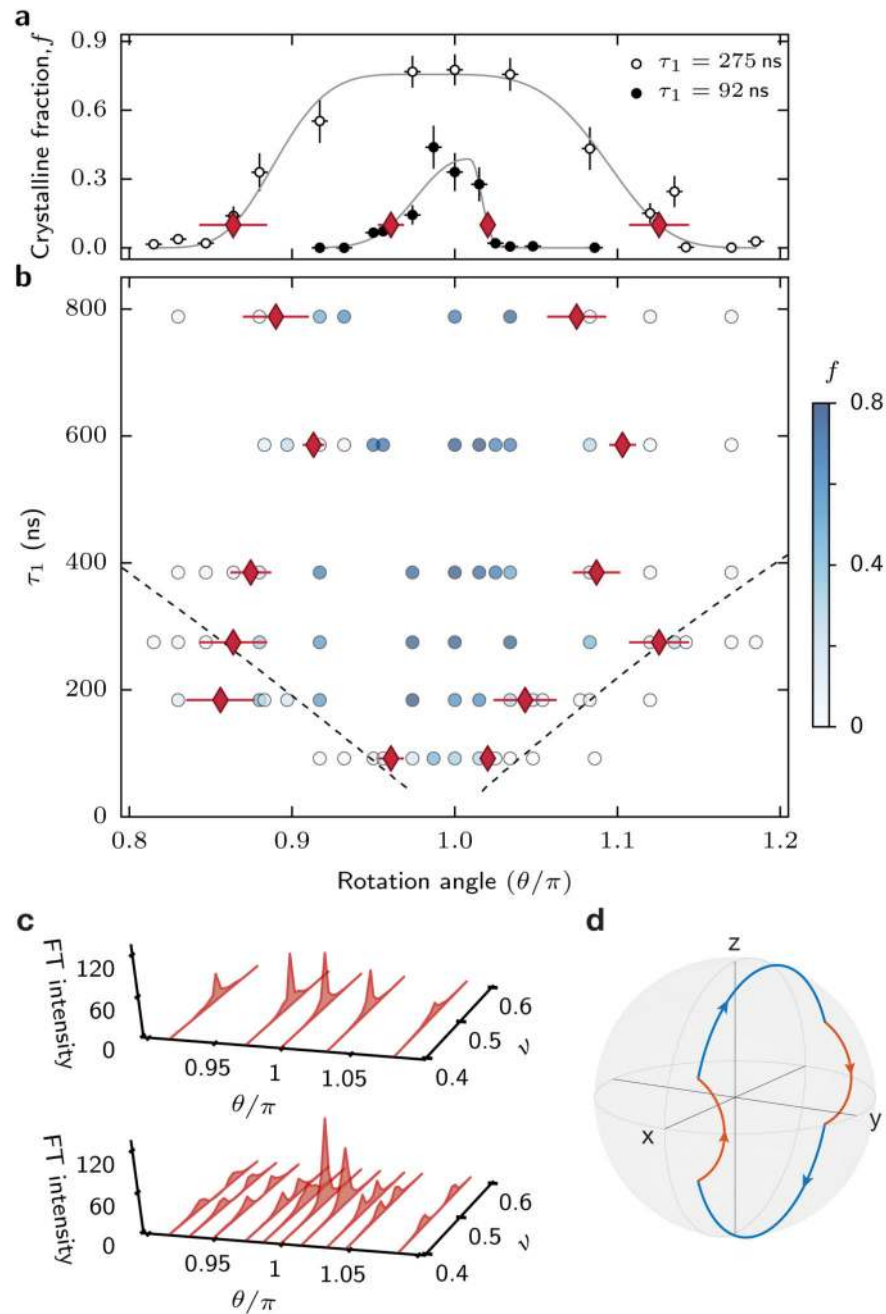 a
Crystalline fraction, f
0.9
0.6
0.3
0.0
τ₁ = 275 ns
τ₁ = 92 ns
b
τ₁ (ns)
800
600
400
200
0
0.8
0.9
1.0
1.1
1.2
Rotation angle (θ/π)
f
0.8
0.4
0
c
FT intensity
120
60
0
0.95
1
1.05
θ/π
0.4
0.5
0.6
ν
FT intensity
120
60
0
0.95
1
1.05
θ/π
0.4
0.5
0.6
ν
d
z
x
y